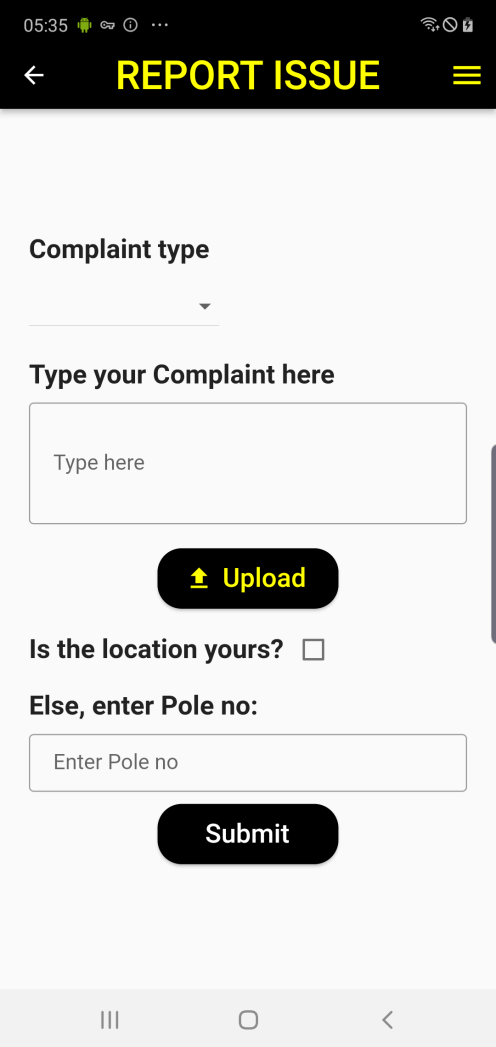 05:35
REPORT ISSUE
Complaint type
Type your Complaint here
Type here
Upload
Is the location yours?
Else, enter Pole no:
Enter Pole no
Submit